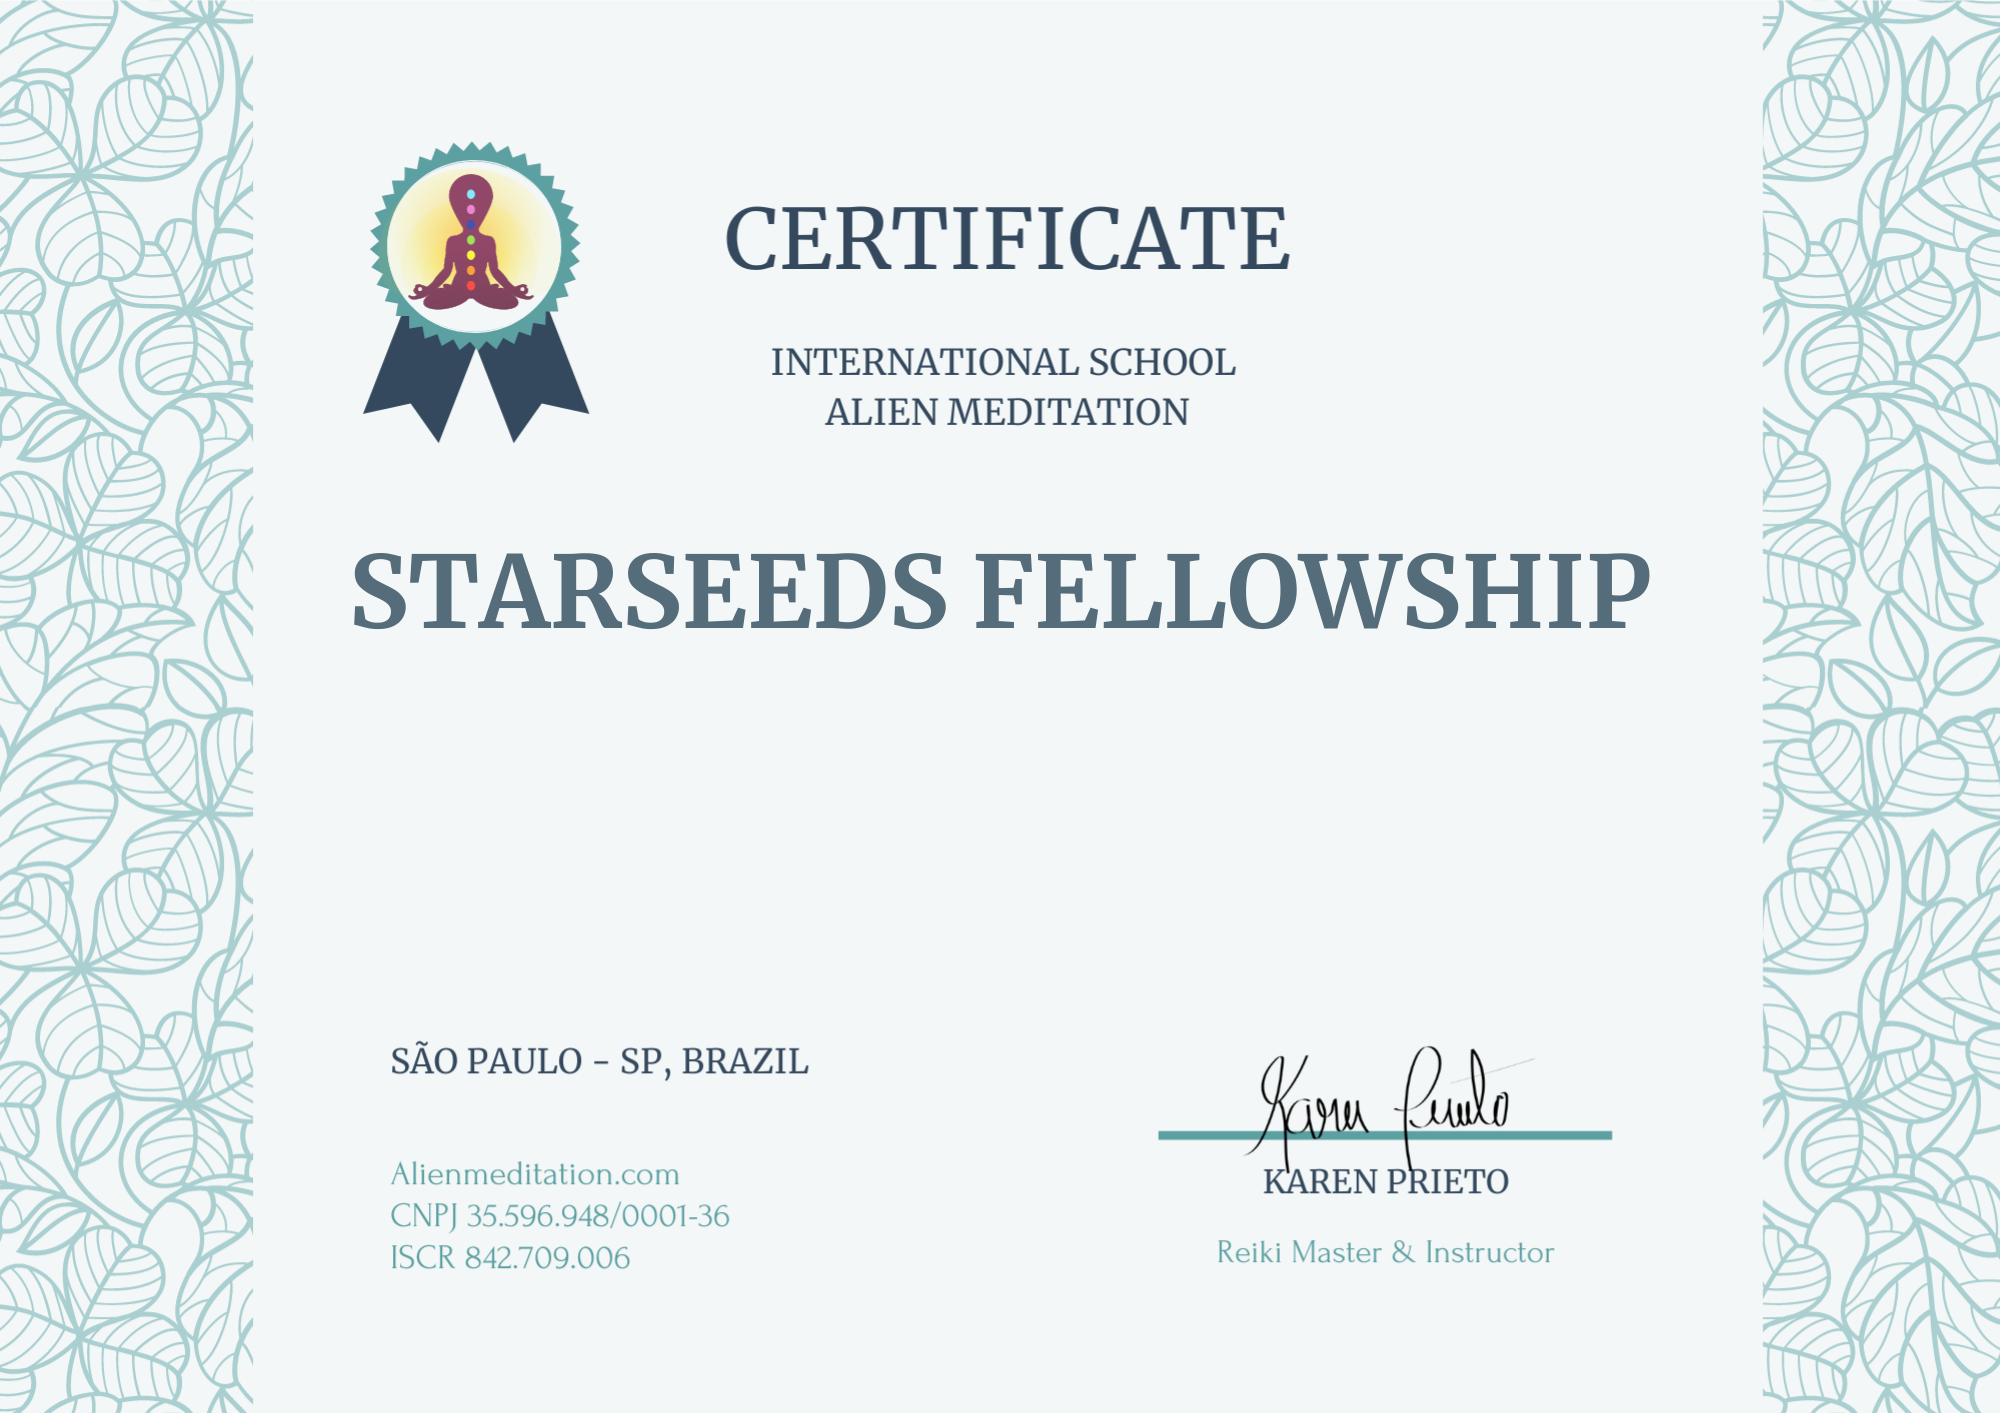 CERTIFICATE
INTERNATIONAL SCHOOL
ALIEN MEDITATION
STARSEEDS FELLOWSHIP
SÃO PAULO - SP, BRAZIL
Alienmeditation.com
CNPJ 35.596.948/0001-36
ISCR 842.709.006
Karen Prieto
KAREN PRIETO
Reiki Master & Instructor